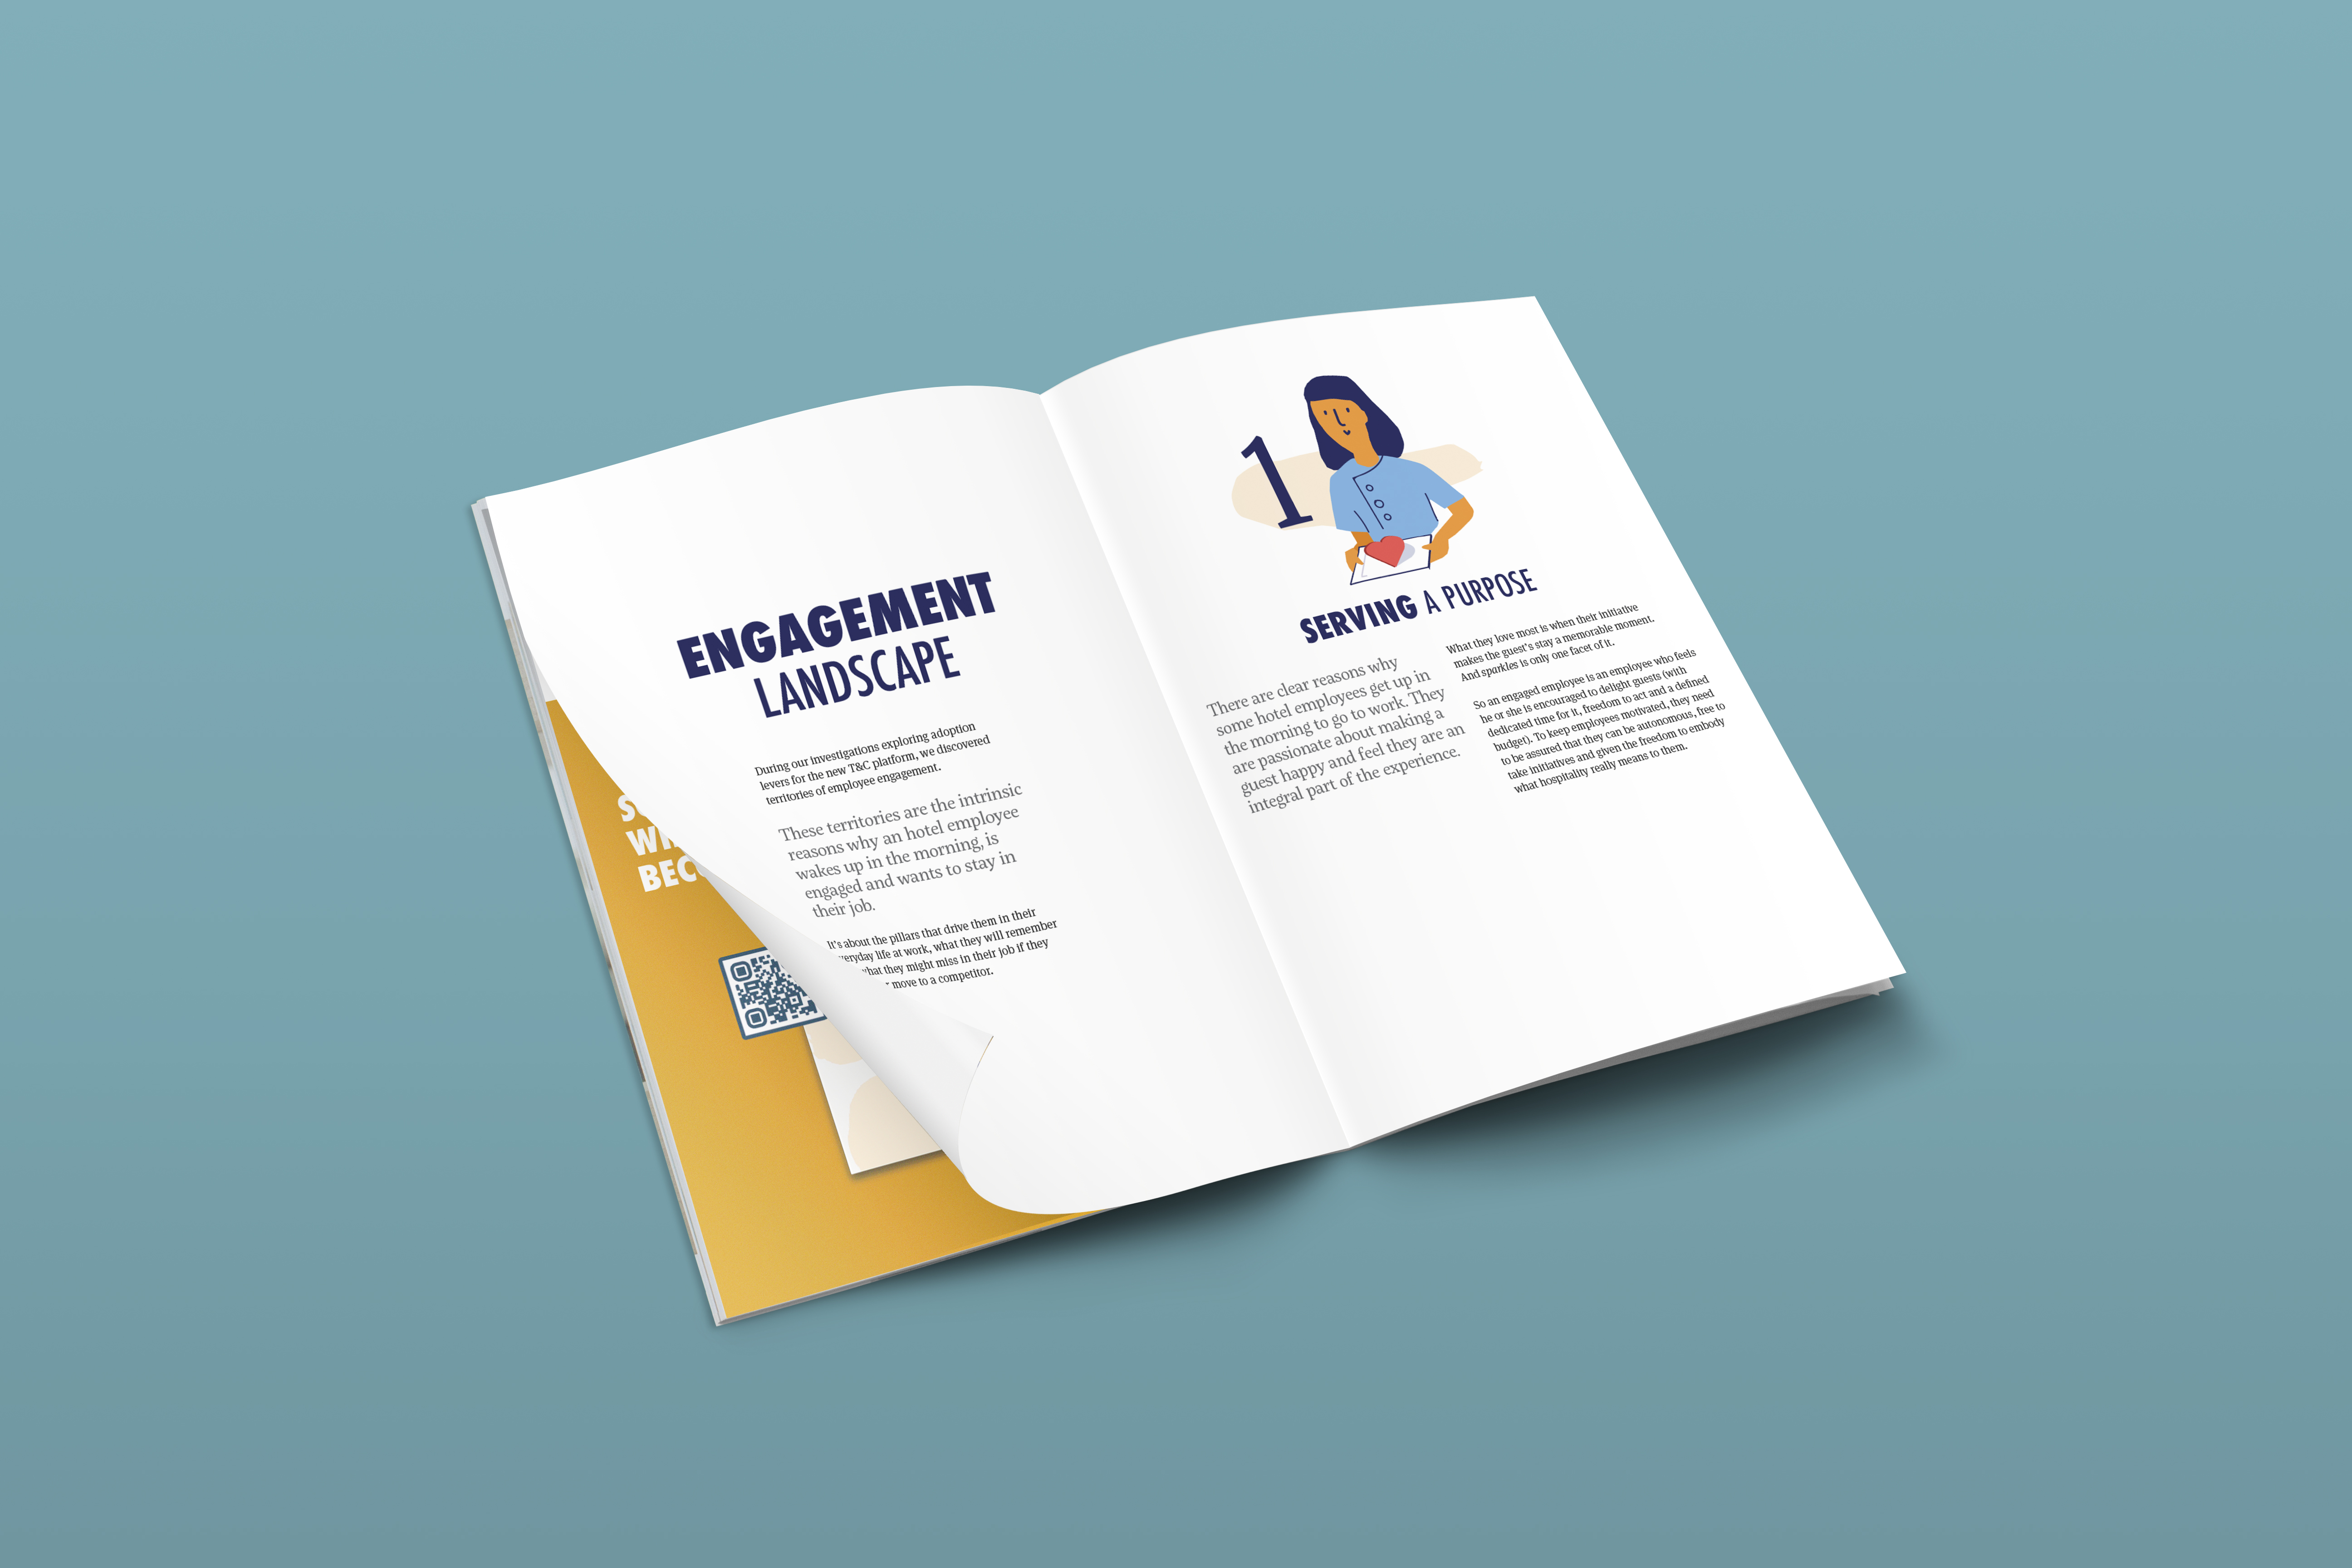 ENGAGEMENT
LANDSCAPE
During our investigations exploring adoption
levers for the new T&C platform, we discovered
territories of employee engagement.
These territories are the intrinsic
reasons why an hotel employee
wakes up in the morning, is
engaged and wants to stay in
their job.
It's about the pillars that drive them in their
everyday life at work, what they will remember
what they might miss in their job if they
move to a competitor.
1
SERVING A PURPOSE
There are clear reasons why
some hotel employees get up in
the morning to go to work. They
are passionate about making a
guest happy and feel they are an
integral part of the experience.
What they love most is when their initiative
makes the guest's stay a memorable moment.
And sparkles is only one facet of it.
So an engaged employee is an employee who feels
he or she is encouraged to delight guests (with
dedicated time for it, freedom to act and a defined
budget). To keep employees motivated, they need
to be assured that they can be autonomous, free to
take initiatives and given the freedom to embody
what hospitality really means to them.